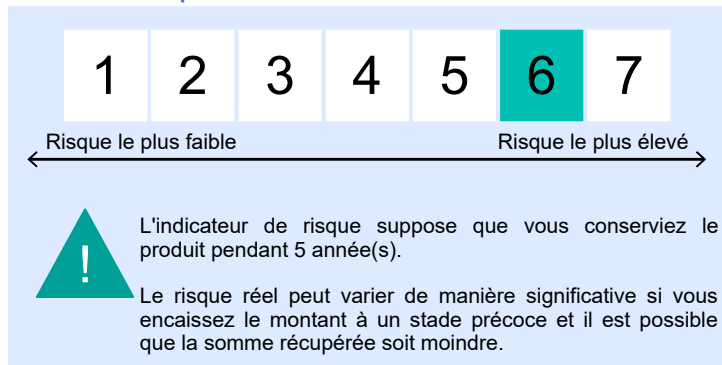 1 2 3 4 5 6 7
Risque le plus faible Risque le plus élevé
!
L'indicateur de risque suppose que vous conserviez le
produit pendant 5 année(s).
Le risque réel peut varier de manière significative si vous
encaissez le montant à un stade précoce et il est possible
que la somme récupérée soit moindre.